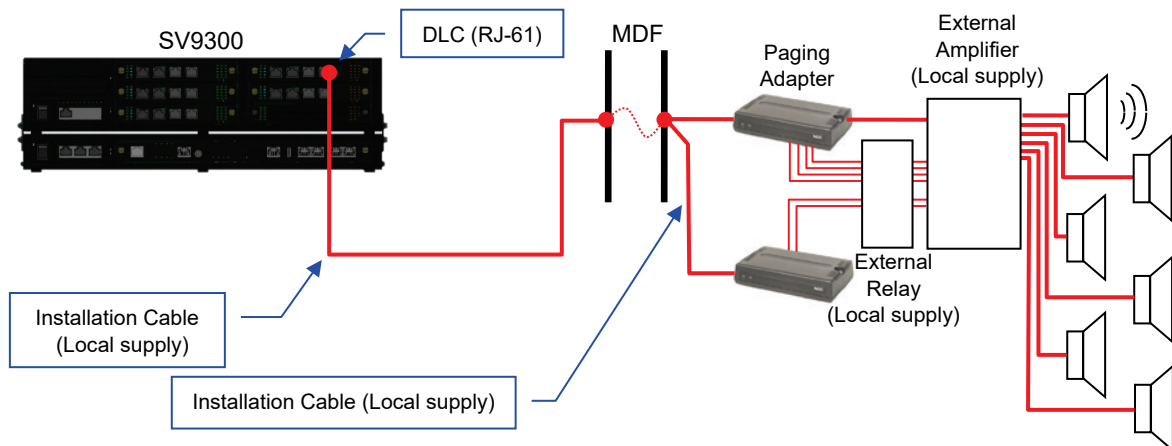 SV9300
DLC (RJ-61)
MDF
Paging
Adapter
External
Amplifier
(Local supply)
External
Relay
(Local supply)
Installation Cable
(Local supply)
Installation Cable (Local supply)